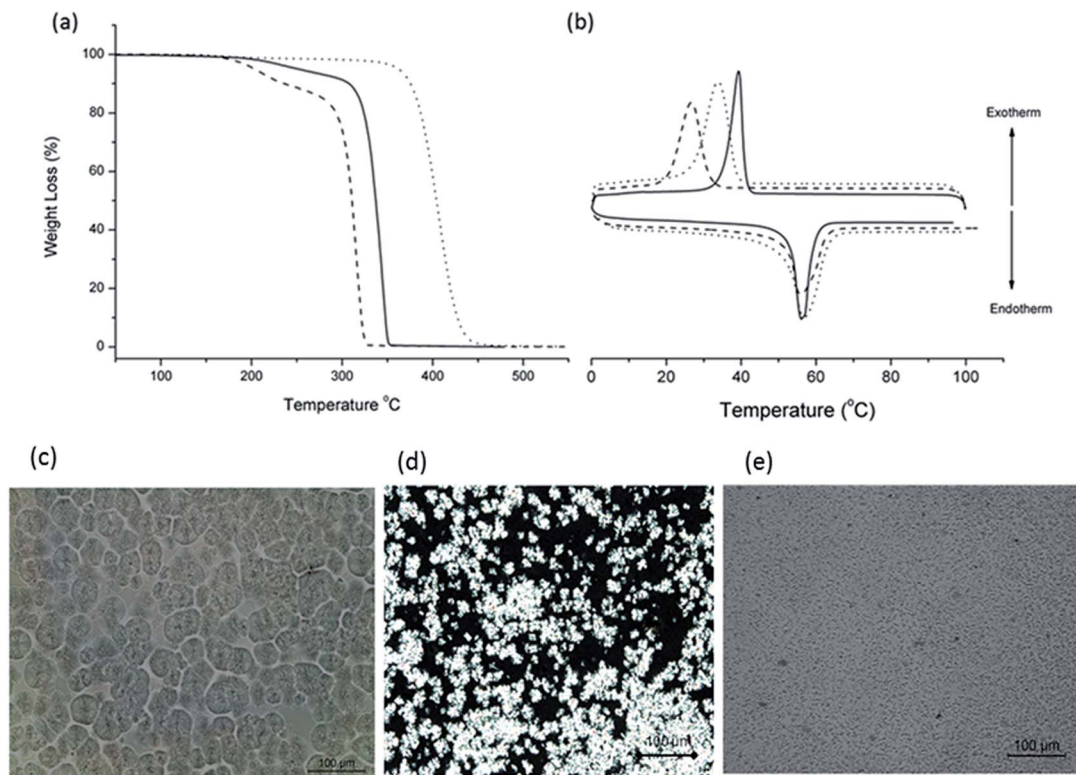 (a)
(b)
100
80
60
40
20
0
Weight Loss (%)
100
200
300
400
500
Temperature °C
Exotherm
Endotherm
0
20
40
60
80
100
Temperature (°C)
(c)
(d)
(e)
100 µm
100 µm
100 µm